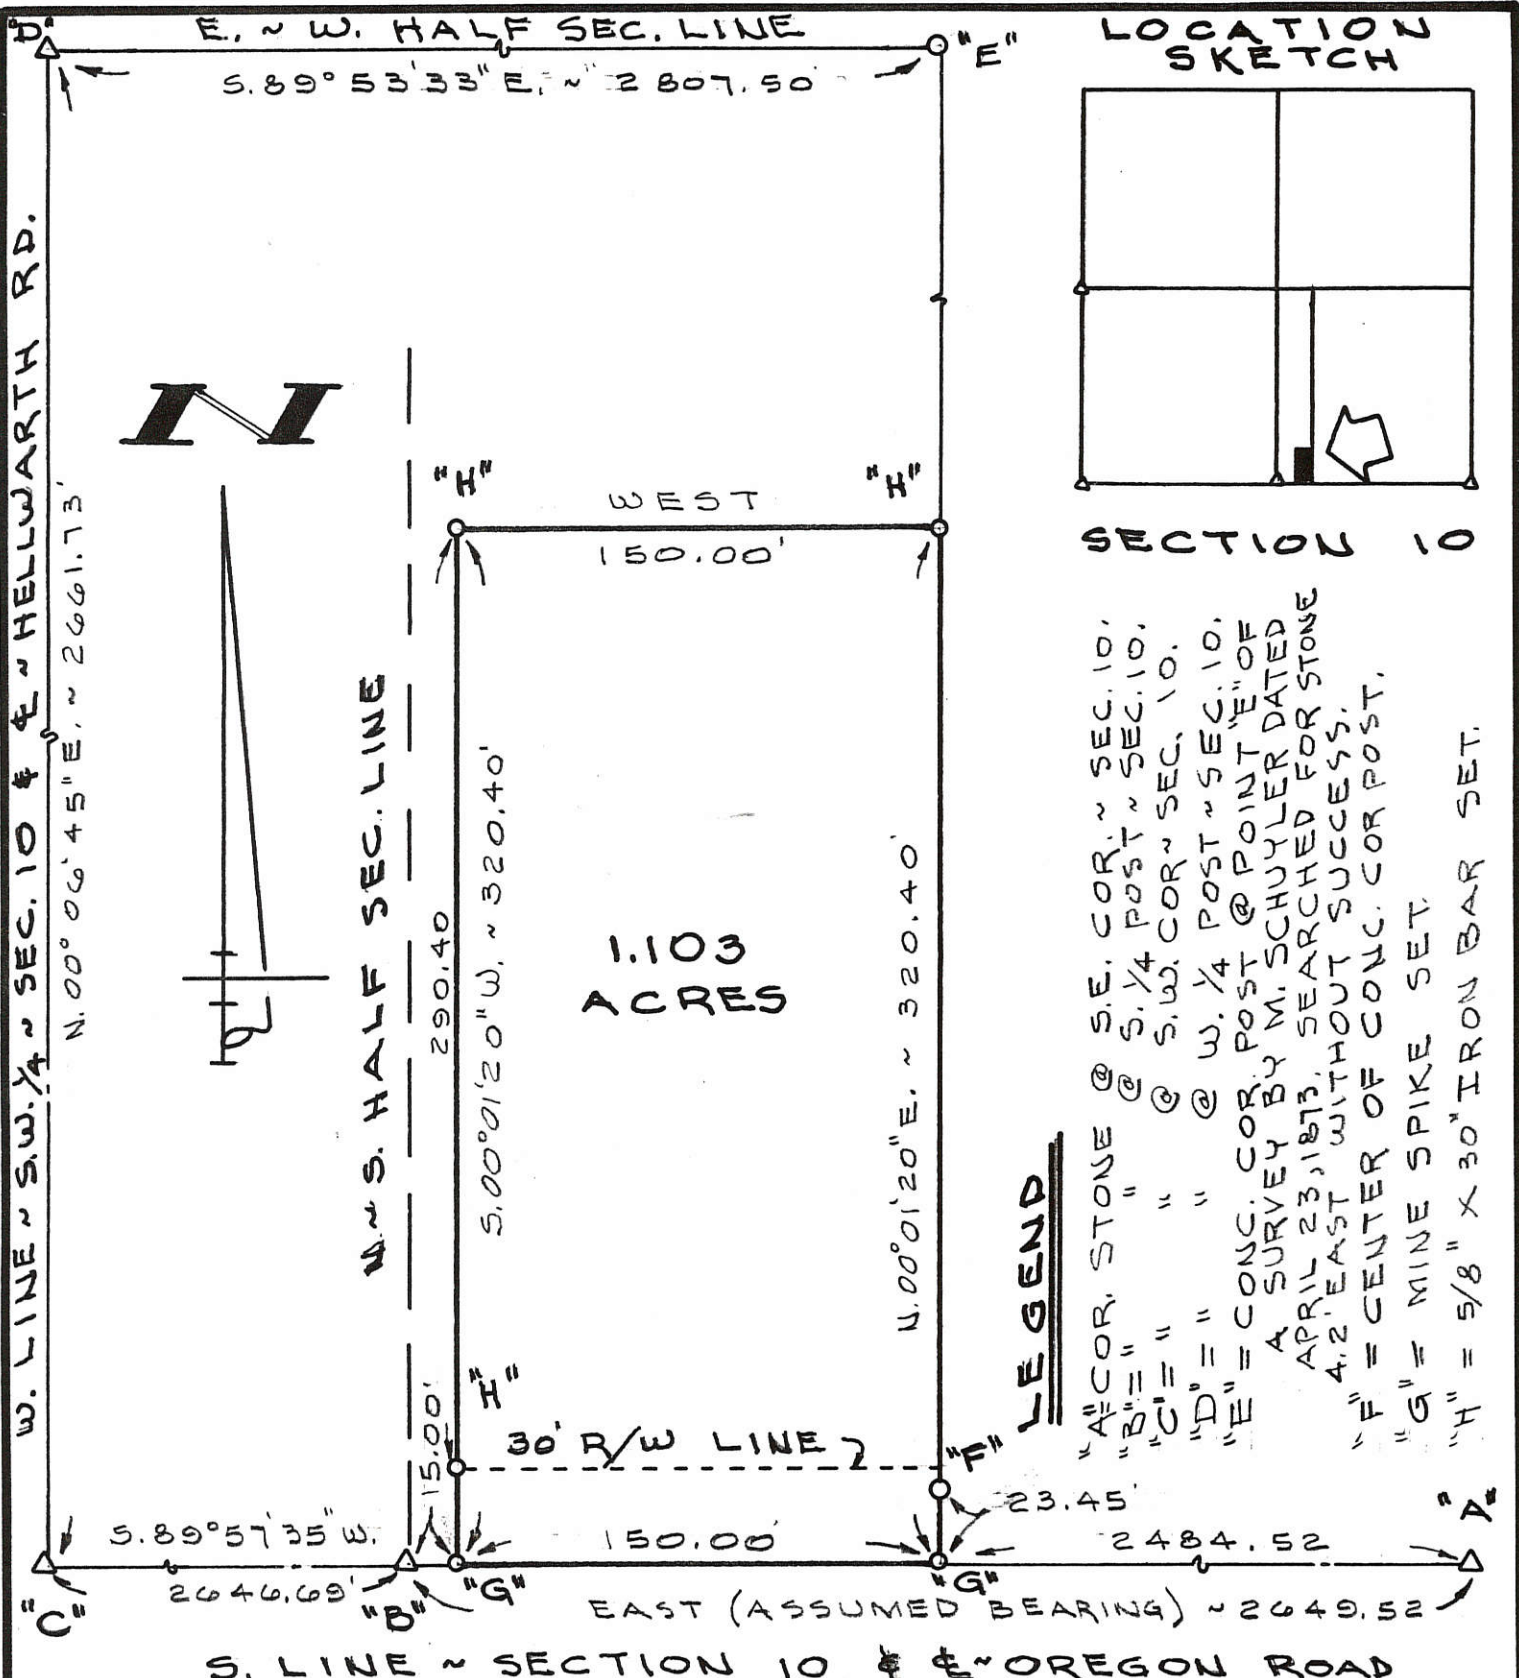 "D"
E. ~ W. HALF SEC. LINE
"E"
S.89°53'33" E. ~ 2807.50'
LOCATION
SKETCH
SECTION 10
W. LINE ~ S.W. 1/4 ~ SEC. 10 & ℄ ~ HELLWARTH RD.
N.00°06'45"E. ~ 2661.73'
N
N. ~ S. HALF SEC. LINE
"H"
"H"
WEST
150.00'
290.40
S.00°01'20"W. ~ 320.40'
1.103
ACRES
N.00°01'20"E. ~ 320.40'
"H"
15.00'
30' R/W LINE
"F"
23.45'
LEGEND
"A"=COR. STONE @ S.E. COR. ~ SEC. 10.
"B"= " " @ S. 1/4 POST ~ SEC. 10.
"C"= " " @ S.W. COR ~ SEC. 10.
"D"= " " @ W. 1/4 POST ~ SEC. 10.
"E" = CONC. COR. POST @ POINT "E" OF
A SURVEY BY M. SCHUYLER DATED
APRIL 23, 1873. SEARCHED FOR STONE
4.2' EAST WITHOUT SUCCESS.
"F" = CENTER OF CONC. COR POST.
"G" = MINE SPIKE SET.
"H" = 5/8" X 30" IRON BAR SET.
"A"
S.89°57'35" W.
150.00'
2484.52
2646.69'
"C"
"B"
"G"
"G"
EAST (ASSUMED BEARING) ~ 2649.52
S. LINE ~ SECTION 10 & ℄ ~ OREGON ROAD